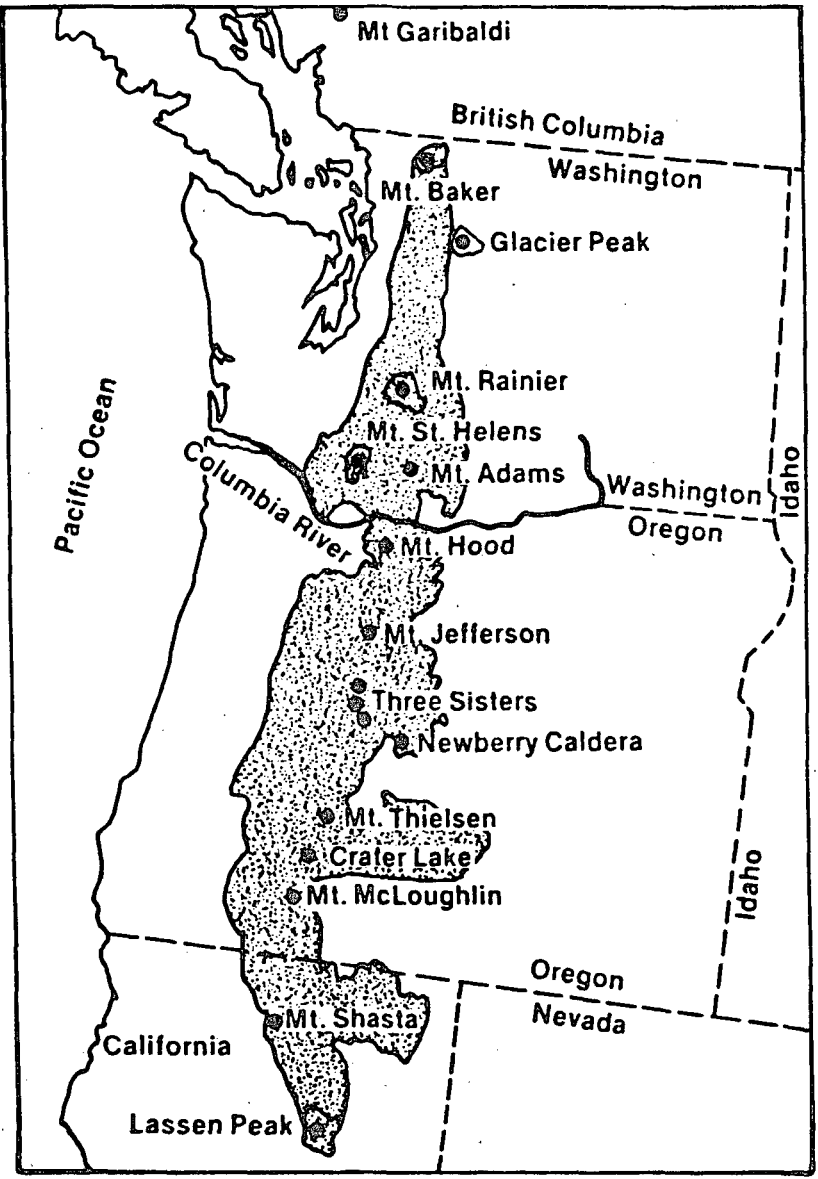 Mt Garibaldi
British Columbia
Washington
Mt. Baker
Glacier Peak
Mt. Rainier
Mt. St. Helens
Mt. Adams
Pacific Ocean
Columbia River
Washington
Oregon
Idaho
Mt. Hood
Mt. Jefferson
Three Sisters
Newberry Caldera
Mt. Thielsen
Crater Lake
Mt. McLoughlin
Idaho
Oregon
Nevada
Mt. Shasta
California
Lassen Peak